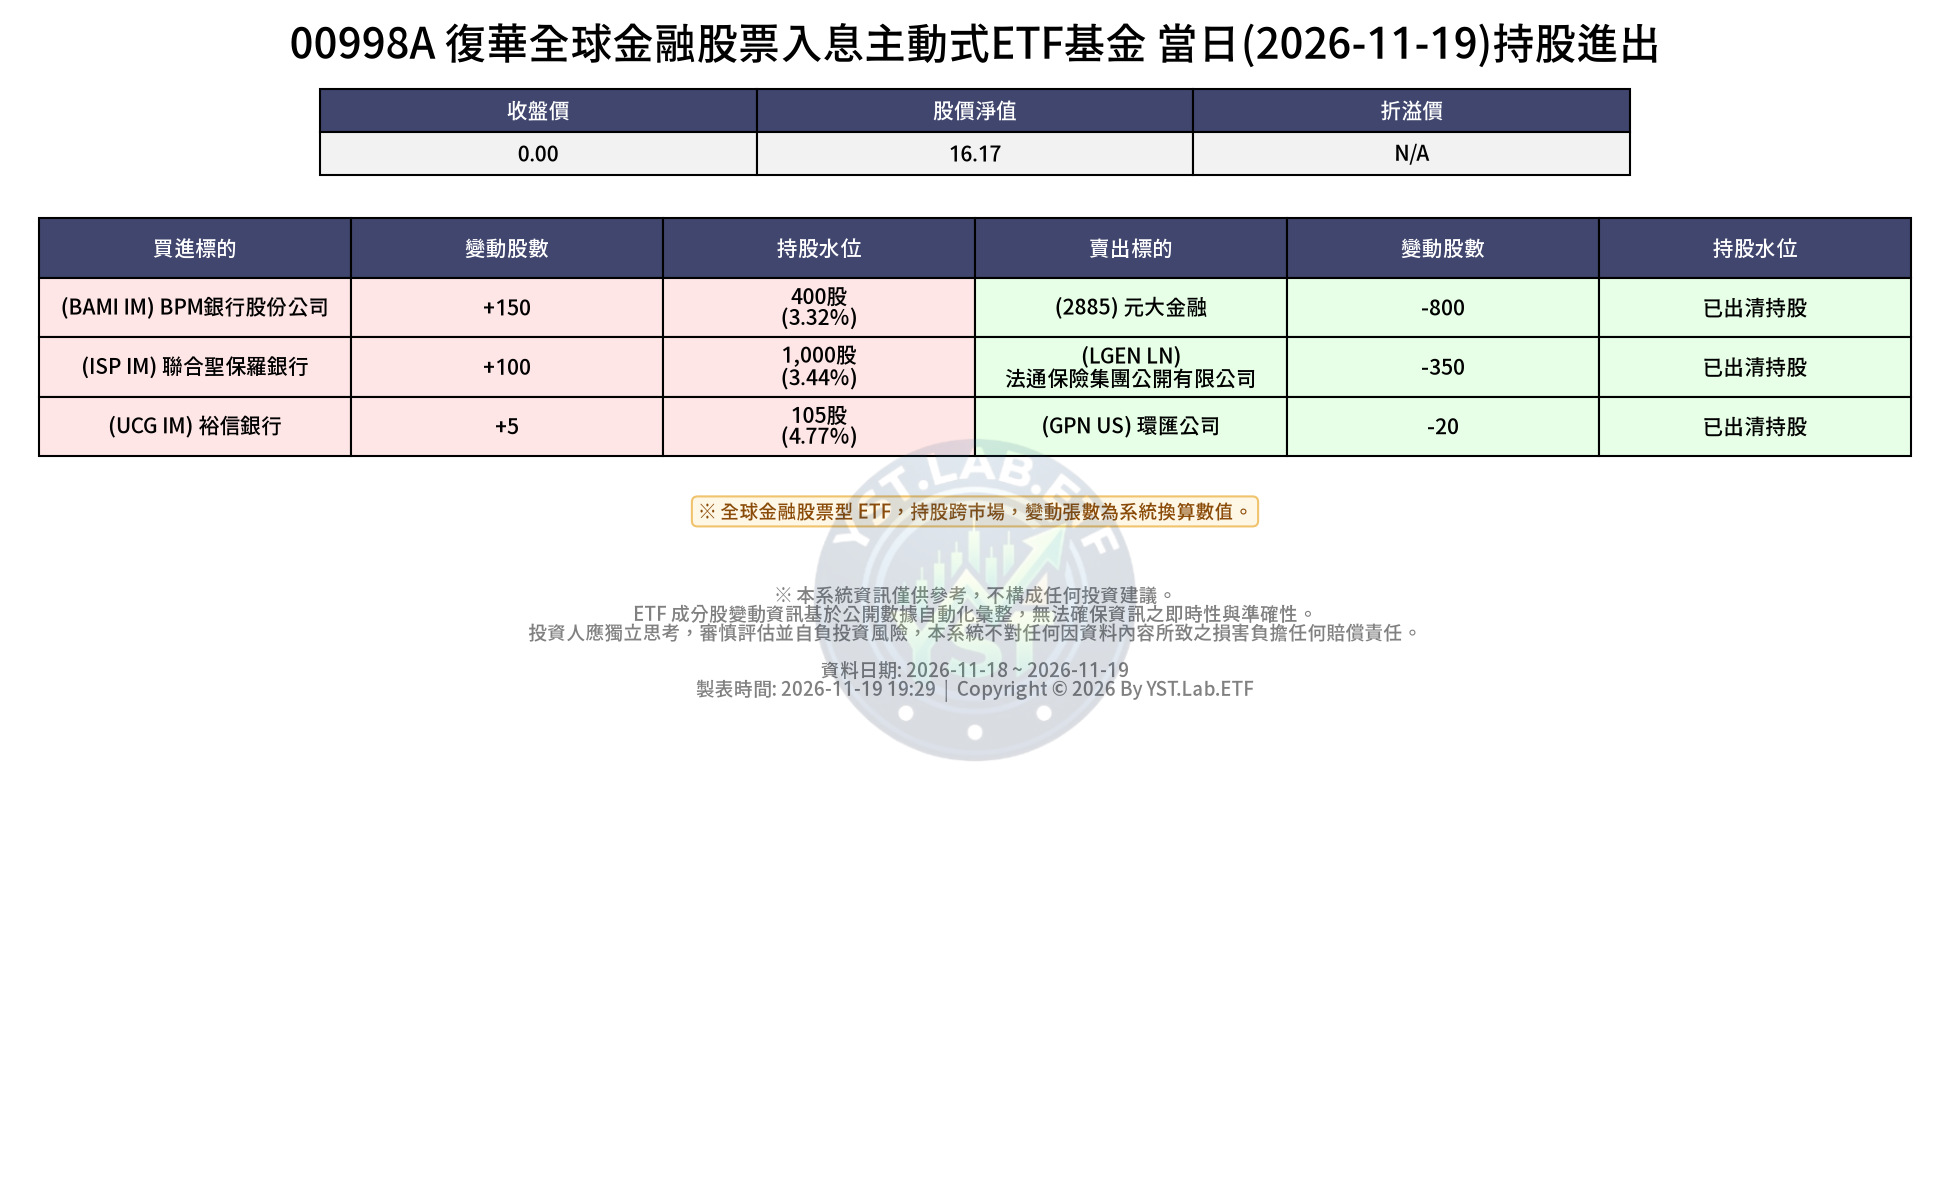 00998A 復華全球金融股票入息主動式ETF基金 當日(2026-11-19)持股進出
收盤價 股價淨值 折溢價
0.00 16.17 N/A
買進標的 變動股數 持股水位 賣出標的 變動股數 持股水位
(BAMI IM) BPM銀行股份公司 +150 400股 (3.32%) (2885) 元大金融 -800 已出清持股
(ISP IM) 聯合聖保羅銀行 +100 1,000股 (3.44%) (LGEN LN) 法通保險集團公開有限公司 -350 已出清持股
(UCG IM) 裕信銀行 +5 105股 (4.77%) (GPN US) 環匯公司 -20 已出清持股
※ 全球金融股票型 ETF，持股跨市場，變動張數為系統換算數值。
※ 本系統資訊僅供參考，不構成任何投資建議。
ETF 成分股變動資訊基於公開數據自動化彙整，無法確保資訊之即時性與準確性。
投資人應獨立思考，審慎評估並自負投資風險，本系統不對任何因資料內容所致之損害負擔任何賠償責任。
資料日期: 2026-11-18 ~ 2026-11-19
製表時間: 2026-11-19 19:29 | Copyright © 2026 By YST.Lab.ETF
YST.LAB.ETF
YST